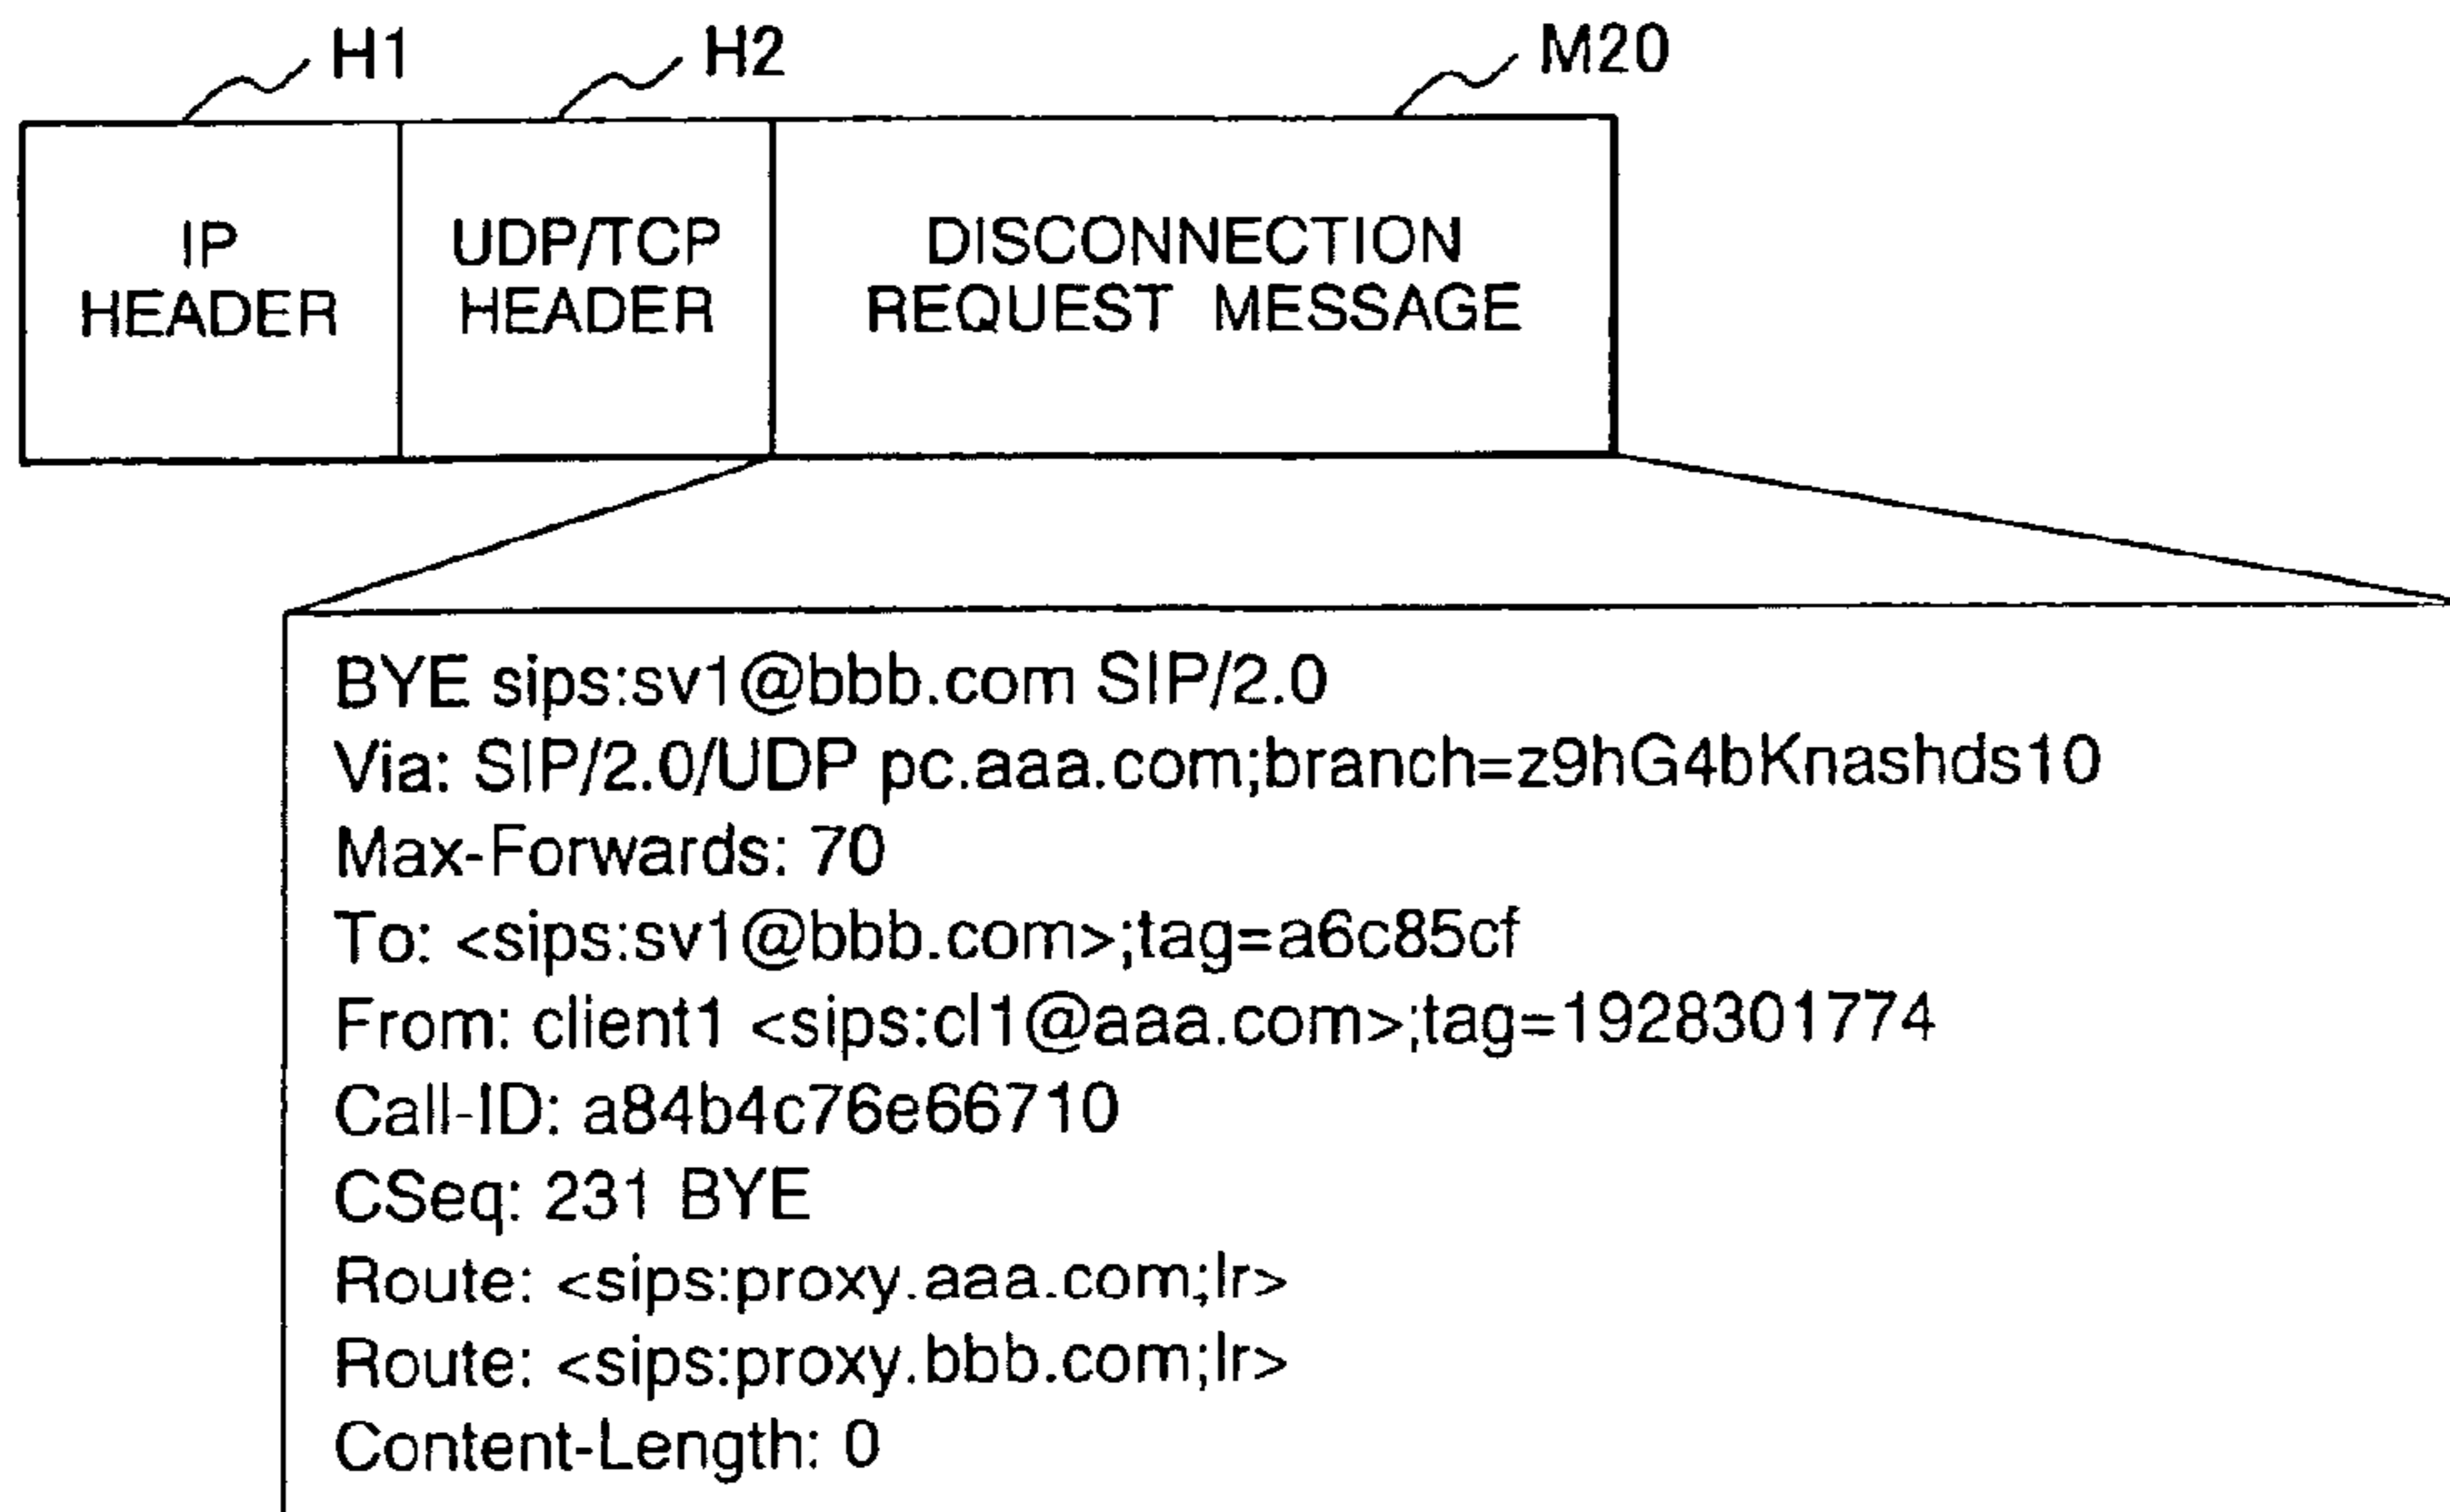 H1
H2
M20
IP
HEADER
UDP/TCP
HEADER
DISCONNECTION
REQUEST MESSAGE
BYE sips:sv1@bbb.com SIP/2.0
Via: SIP/2.0/UDP pc.aaa.com;branch=z9hG4bKnashds10
Max-Forwards: 70
To: <sips:sv1@bbb.com>;tag=a6c85cf
From: client1 <sips:cl1@aaa.com>;tag=1928301774
Call-ID: a84b4c76e66710
CSeq: 231 BYE
Route: <sips:proxy.aaa.com;lr>
Route: <sips:proxy.bbb.com;lr>
Content-Length: 0